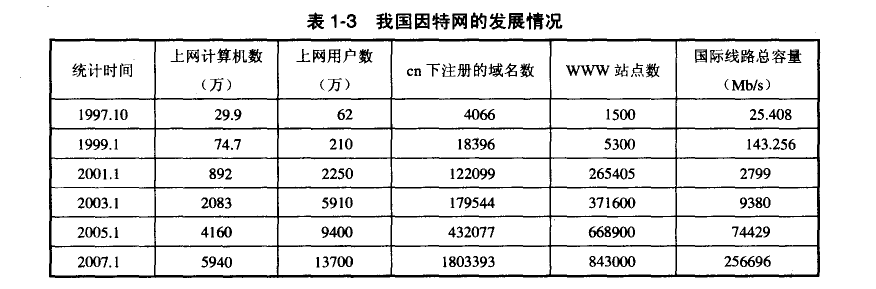 表 1-3 我国因特网的发展情况
统计时间 上网计算机数（万） 上网用户数（万） cn 下注册的域名数 WWW 站点数 国际线路总容量（Mb/s）
1997.10 29.9 62 4066 1500 25.408
1999.1 74.7 210 18396 5300 143.256
2001.1 892 2250 122099 265405 2799
2003.1 2083 5910 179544 371600 9380
2005.1 4160 9400 432077 668900 74429
2007.1 5940 13700 1803393 843000 256696